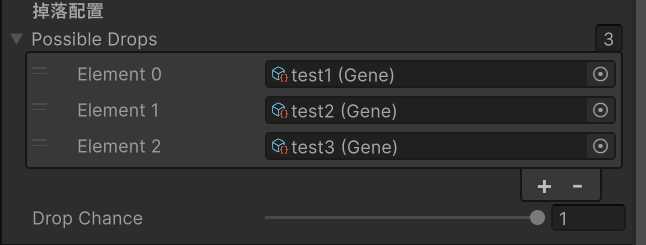 掉落配置
Possible Drops 3
Element 0 test1 (Gene)
Element 1 test2 (Gene)
Element 2 test3 (Gene)
+ -
Drop Chance 1